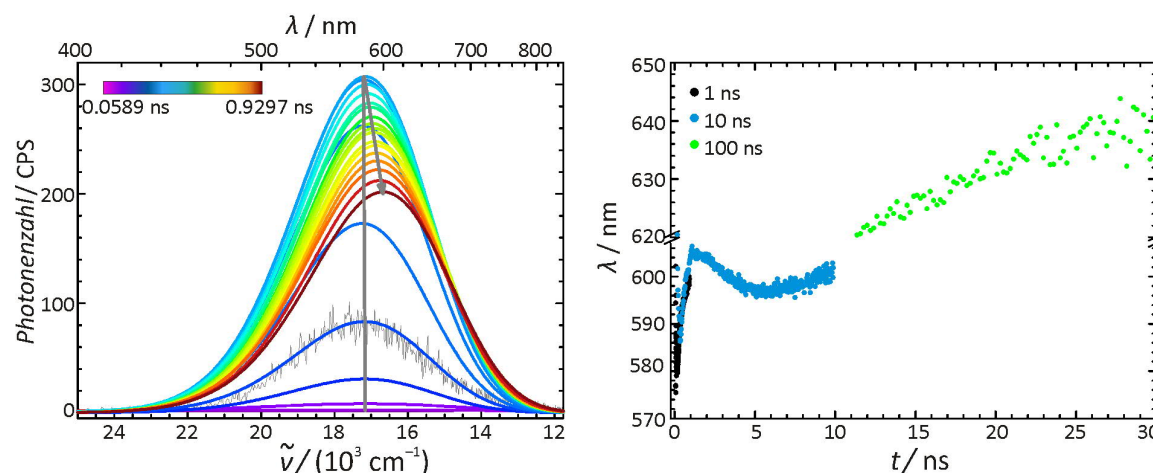 λ / nm
400 500 600 700 800
300
200
100
0
Photonenzahl / CPS
0.0589 ns 0.9297 ns
24 22 20 18 16 14 12
ṽ / (10³ cm⁻¹)
650
640
630
620
600
590
580
570
λ / nm
1 ns
10 ns
100 ns
0 5 10 15 20 25 30
t / ns